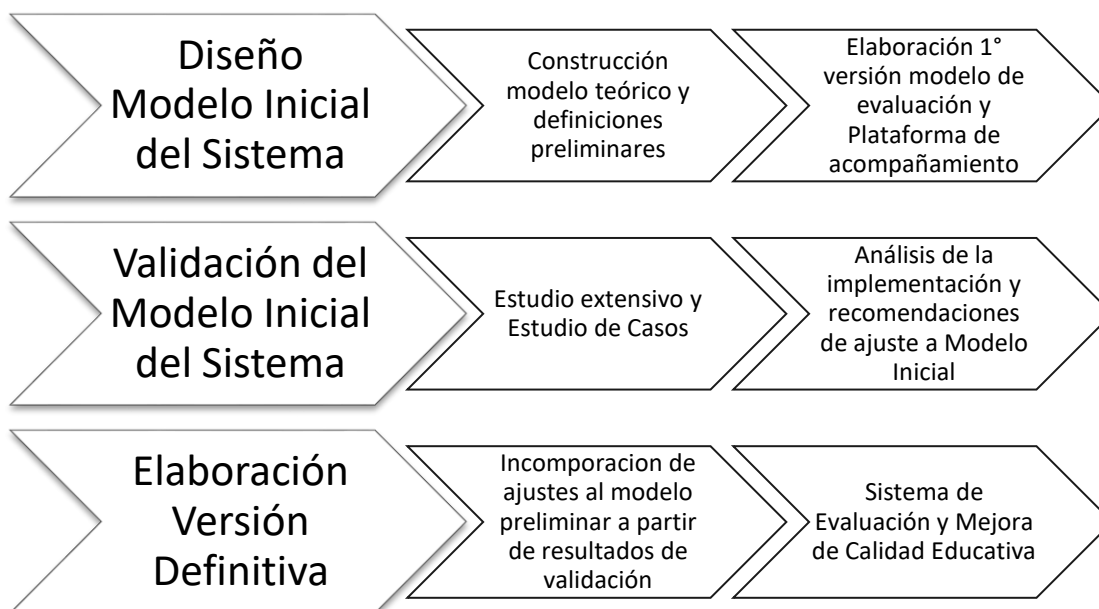 Diseño
Modelo Inicial
del Sistema
Construcción
modelo teórico y
definiciones
preliminares
Elaboración 1°
versión modelo de
evaluación y
Plataforma de
acompañamiento
Validación del
Modelo Inicial
del Sistema
Estudio extensivo y
Estudio de Casos
Análisis de la
implementación y
recomendaciones
de ajuste a Modelo
Inicial
Elaboración
Versión
Definitiva
Incomporacion de
ajustes al modelo
preliminar a partir
de resultados de
validación
Sistema de
Evaluación y Mejora
de Calidad Educativa